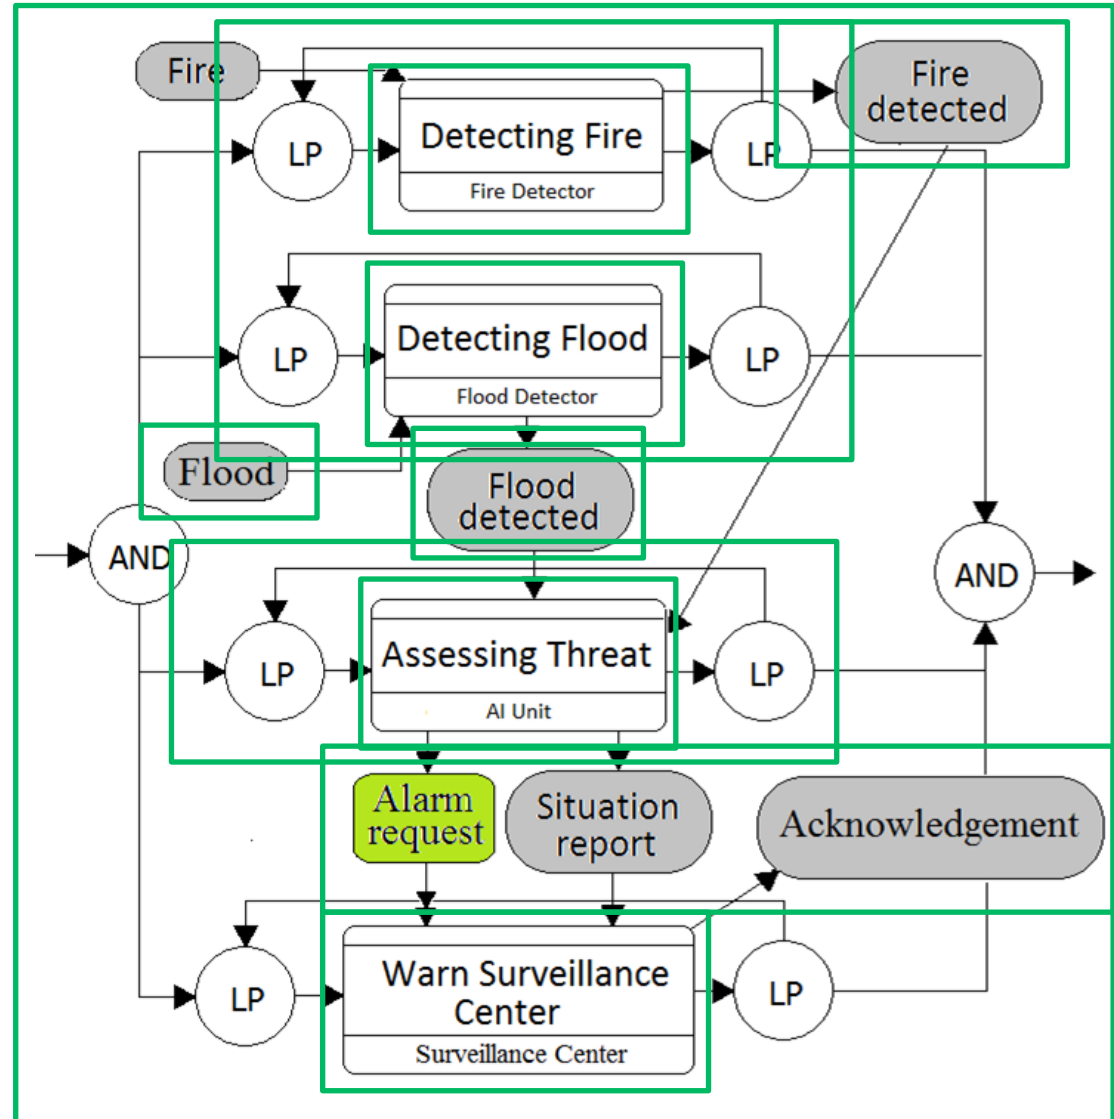 Fire
Fire
detected
LP
Detecting Fire
LP
Fire Detector
LP
Detecting Flood
LP
Flood Detector
Flood
Flood
detected
AND
AND
LP
Assessing Threat
LP
AI Unit
Alarm
request
Situation
report
Acknowledgement
LP
Warn Surveillance
Center
LP
Surveillance Center